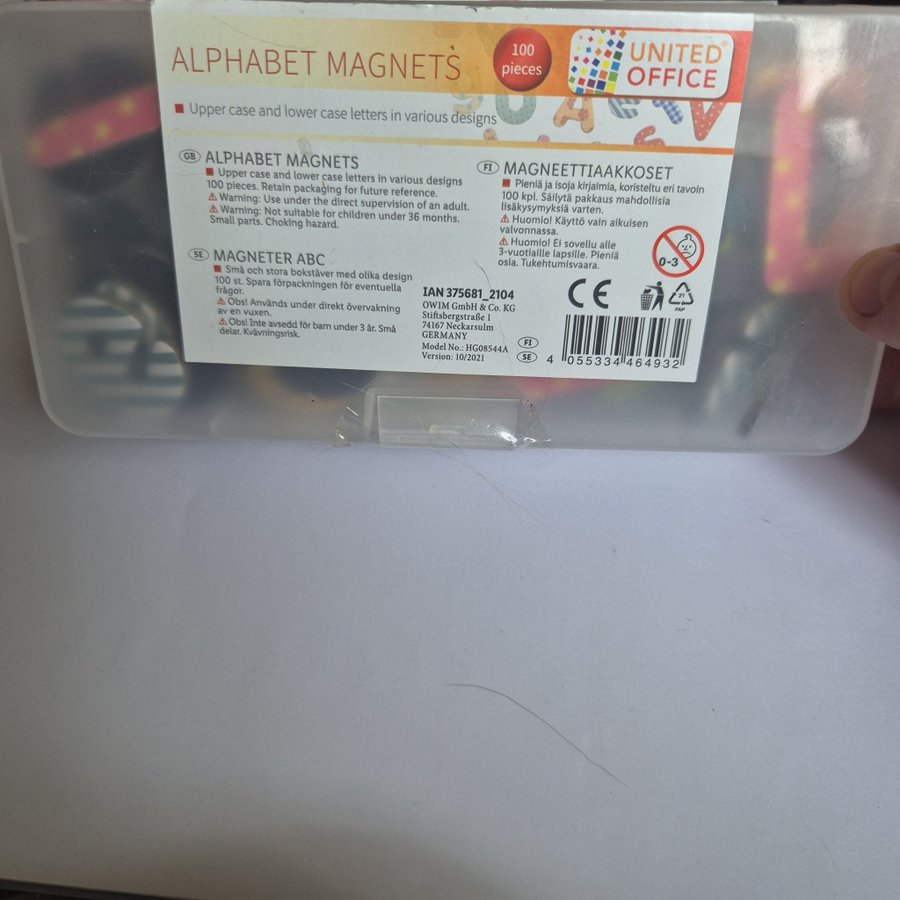 ALPHABET MAGNETS
100
pieces
UNITED
OFFICE®
Upper case and lower case letters in various designs
GB ALPHABET MAGNETS
Upper case and lower case letters in various designs
100 pieces. Retain packaging for future reference.
Warning: Use under the direct supervision of an adult.
Warning: Not suitable for children under 36 months.
Small parts. Choking hazard.
SE MAGNETER ABC
Små och stora bokstäver med olika design
100 st. Spara förpackningen för eventuella
frågor.
Obs! Används under direkt övervakning
av en vuxen.
Obs! Inte avsedd för barn under 3 år. Små
delar. Kvävningsrisk.
FI MAGNEETTIAAKKOSET
Pieniä ja isoja kirjaimia, koristeltu eri tavoin
100 kpl. Säilytä pakkaus mahdollisia
lisäkysymyksiä varten.
Huomio! Käyttö vain aikuisen
valvonnassa.
Huomio! Ei sovellu alle
3-vuotiaille lapsille. Pieniä
osia. Tukehtumisvaara.
0-3
IAN 375681_2104
OWIM GmbH & Co. KG
Stiftsbergstraße 1
74167 Neckarsulm
GERMANY
Model No.: HG08544A
Version: 10/2021
FI
SE
CE
21
PAP
4 055334 464932